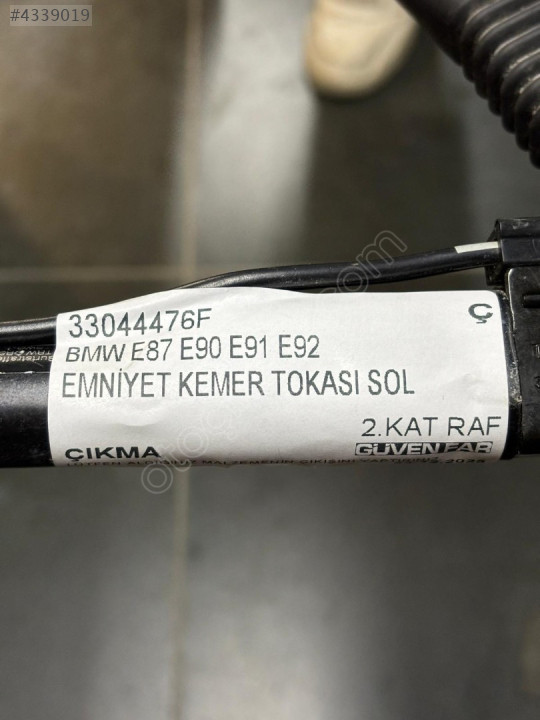 #4339019
33044476F
Ç
BMW E87 E90 E91 E92
EMNİYET KEMER TOKASI SOL
2.KAT RAF
ÇIKMA
GÜVEN FAR